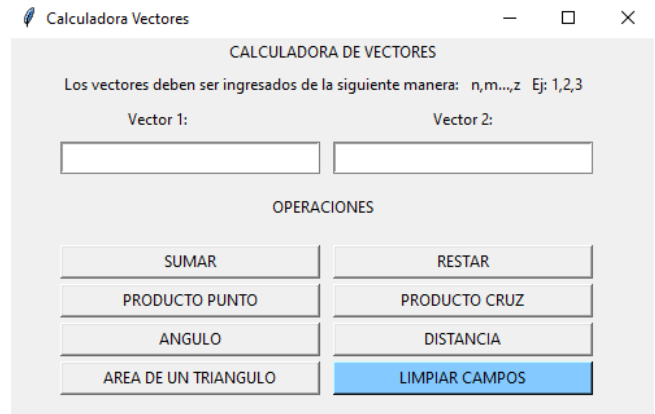 Calculadora Vectores
CALCULADORA DE VECTORES
Los vectores deben ser ingresados de la siguiente manera: n,m...,z Ej: 1,2,3
Vector 1: Vector 2:
OPERACIONES
SUMAR RESTAR
PRODUCTO PUNTO PRODUCTO CRUZ
ANGULO DISTANCIA
AREA DE UN TRIANGULO LIMPIAR CAMPOS